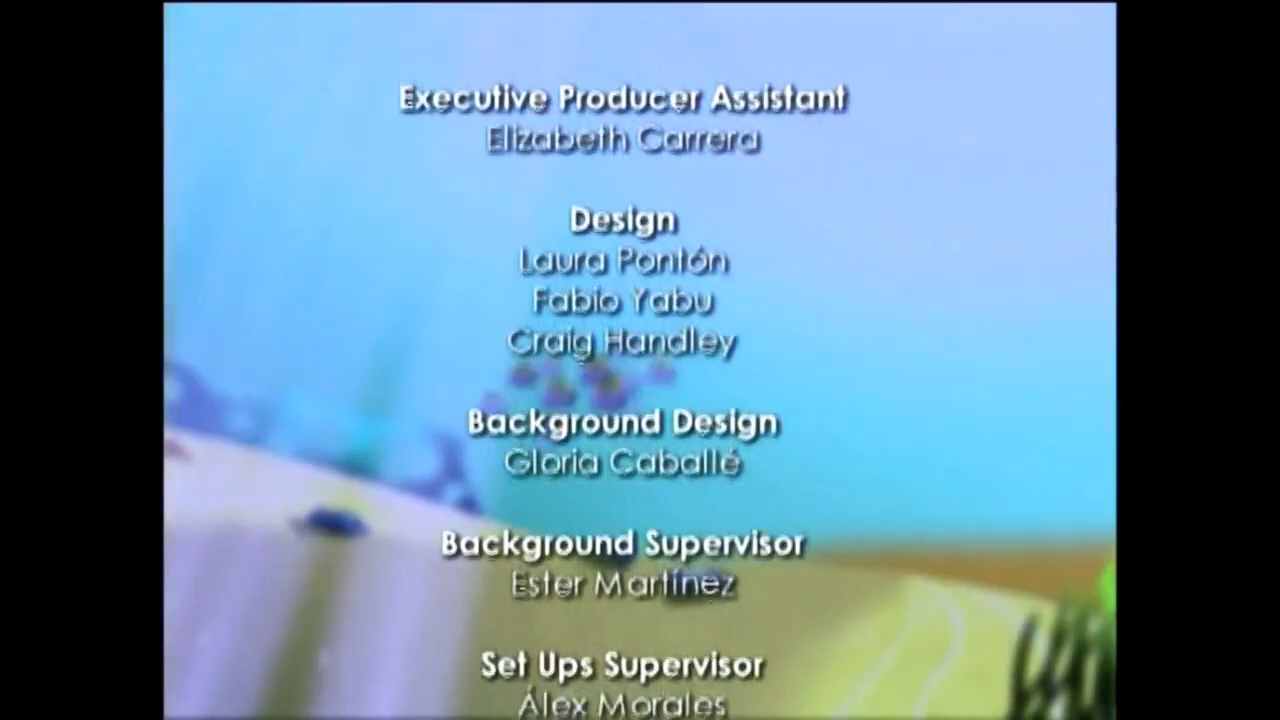 Executive Producer Assistant
Elizabeth Carrera
Design
Laura Pontón
Fabio Yabu
Craig Handley
Background Design
Gloria Caballé
Background Supervisor
Ester Martínez
Set Ups Supervisor
Álex Morales